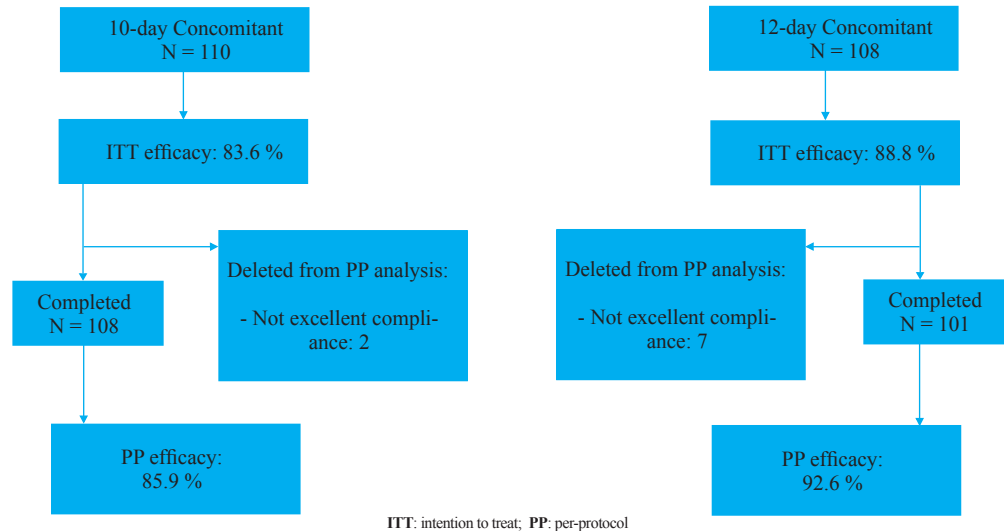 10-day Concomitant
N = 110
ITT efficacy: 83.6 %
Deleted from PP analysis:
- Not excellent compli-
ance: 2
Completed
N = 108
PP efficacy:
85.9 %
12-day Concomitant
N = 108
ITT efficacy: 88.8 %
Deleted from PP analysis:
- Not excellent compli-
ance: 7
Completed
N = 101
PP efficacy:
92.6 %
ITT: intention to treat; PP: per-protocol